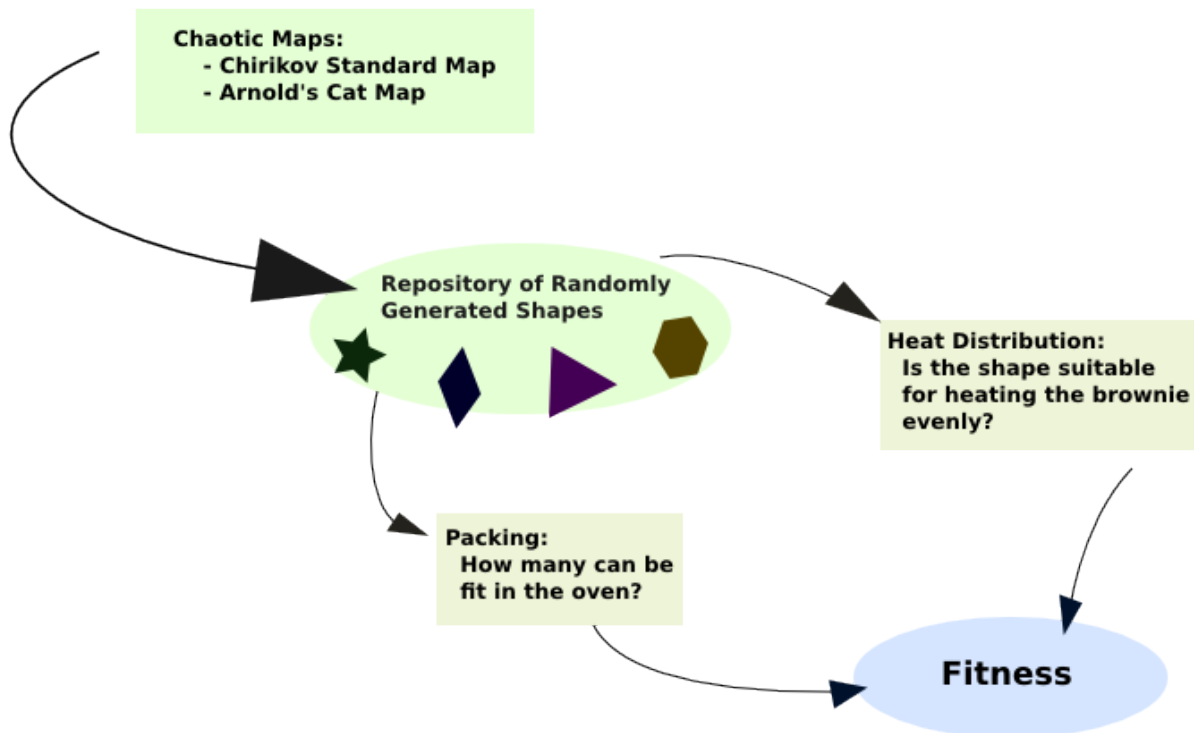 Chaotic Maps:
- Chirikov Standard Map
- Arnold's Cat Map
Repository of Randomly
Generated Shapes
Heat Distribution:
Is the shape suitable
for heating the brownie
evenly?
Packing:
How many can be
fit in the oven?
Fitness